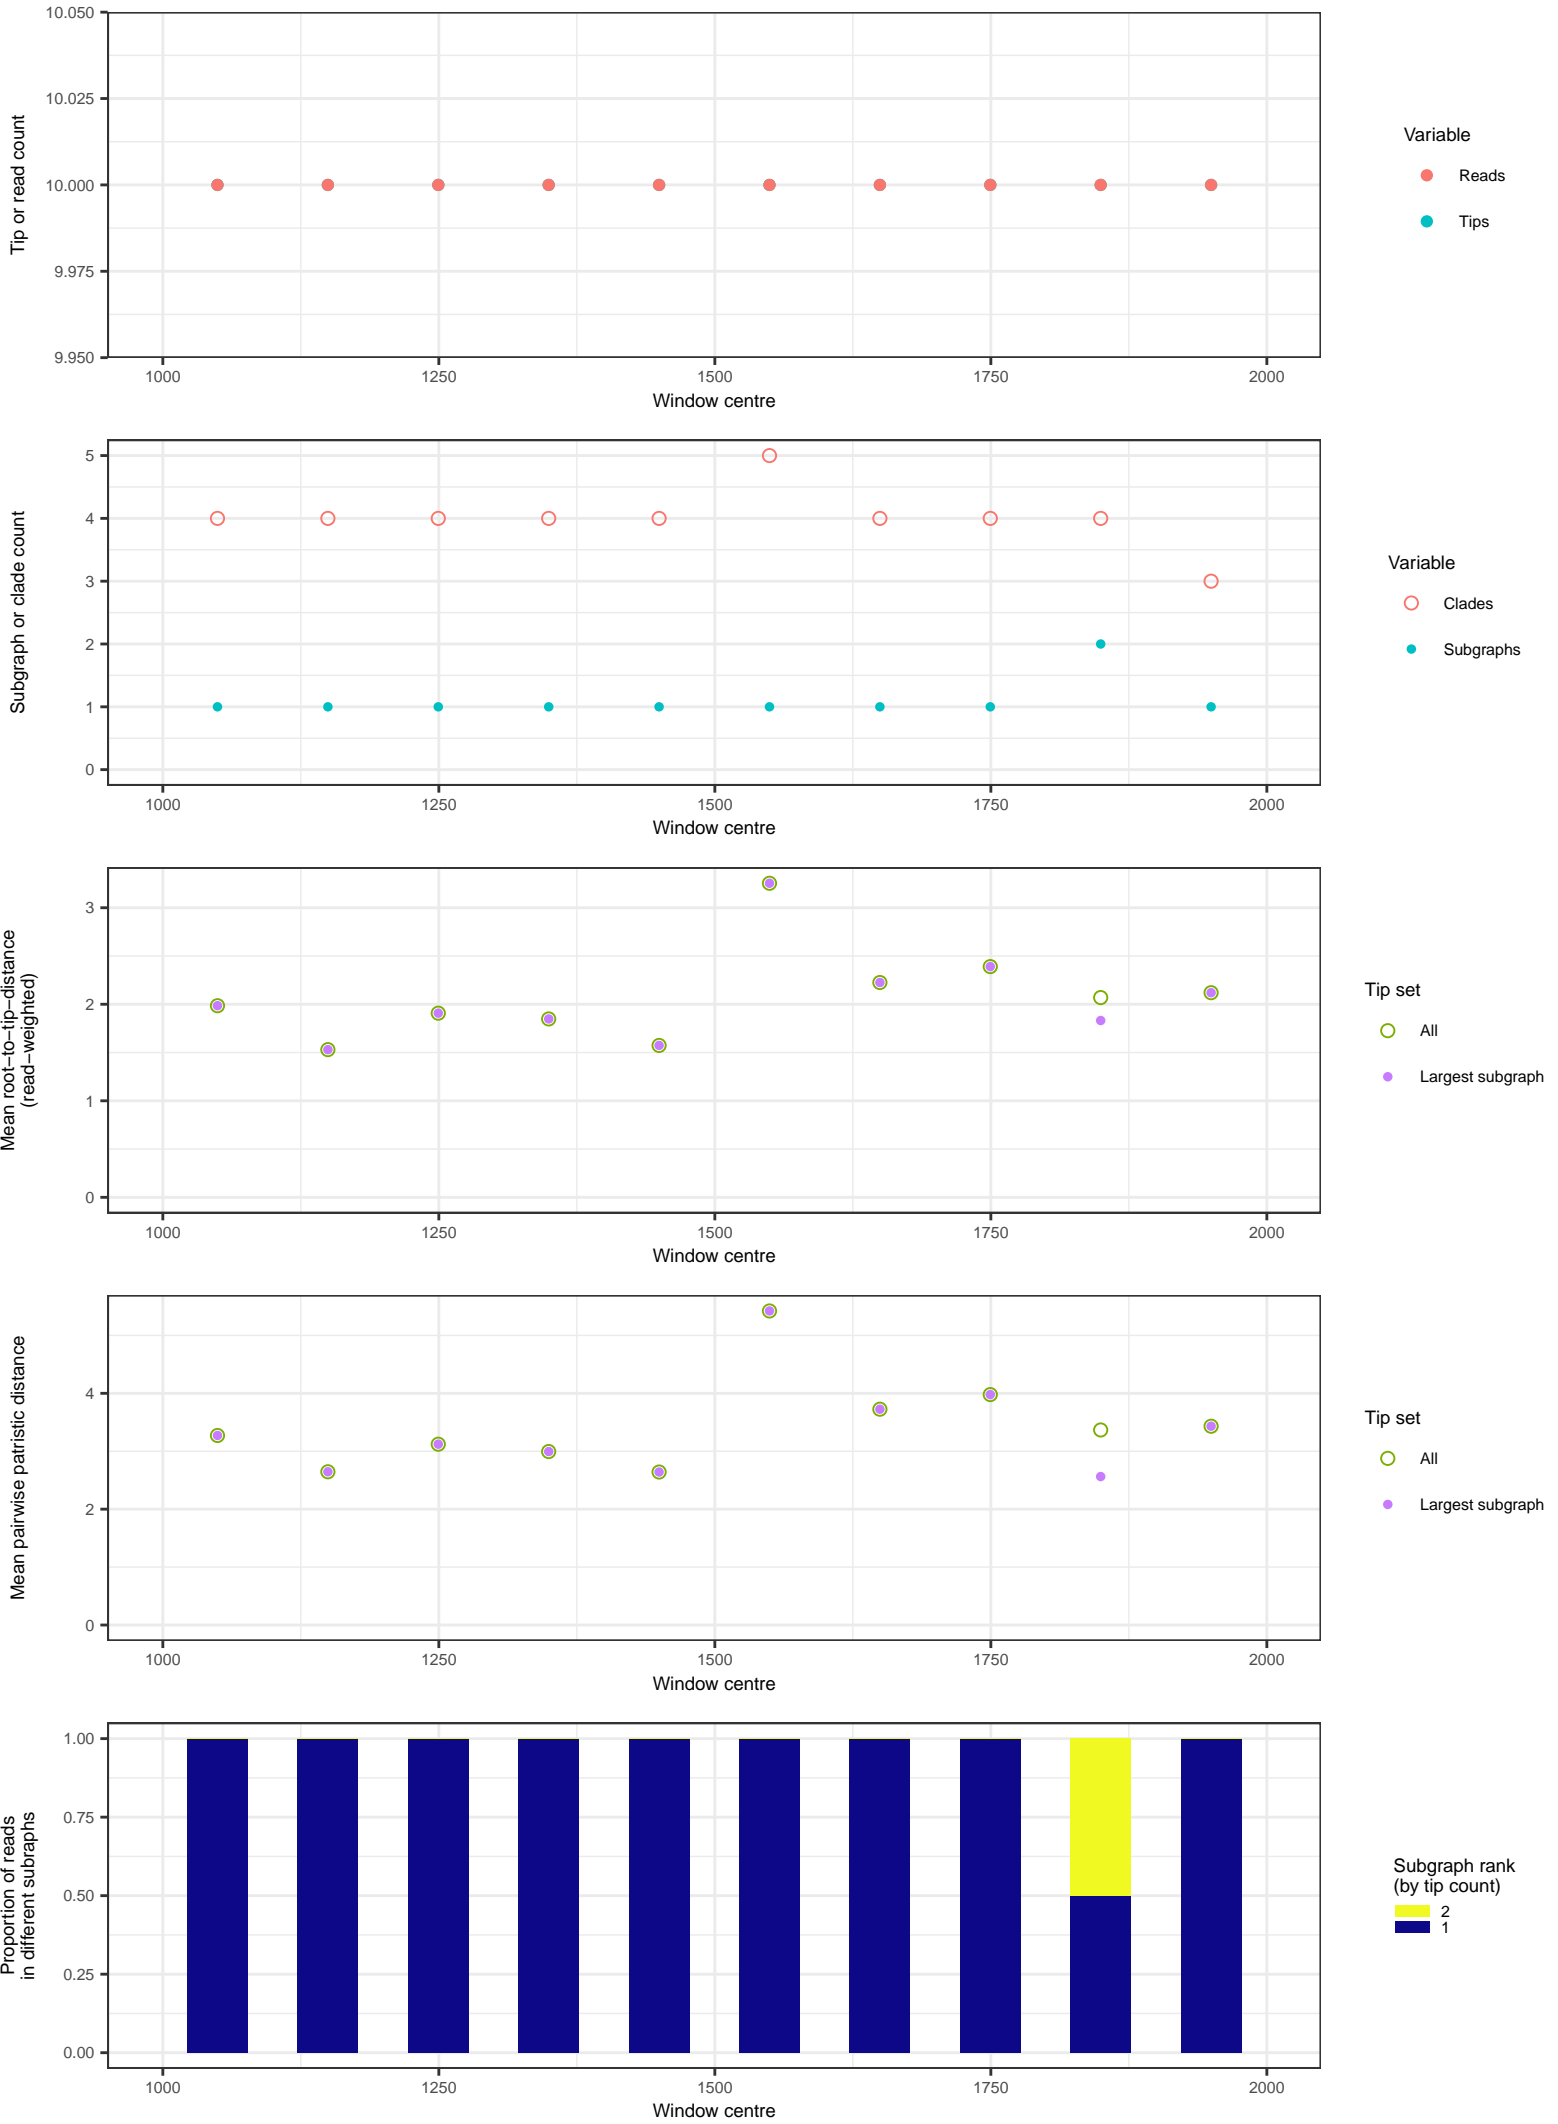 10.050
10.025
10.000
9.975
9.950
Tip or read count
1000 1250 1500 1750 2000
Window centre
Variable
Reads
Tips
5
4
3
2
1
0
Subgraph or clade count
1000 1250 1500 1750 2000
Window centre
Variable
Clades
Subgraphs
3
2
1
0
Mean root−to−tip−distance
(read−weighted)
1000 1250 1500 1750 2000
Window centre
Tip set
All
Largest subgraph
4
2
0
Mean pairwise patristic distance
1000 1250 1500 1750 2000
Window centre
Tip set
All
Largest subgraph
1.00
0.75
0.50
0.25
0.00
Proportion of reads
in different subraphs
1000 1250 1500 1750 2000
Window centre
Subgraph rank
(by tip count)
2
1